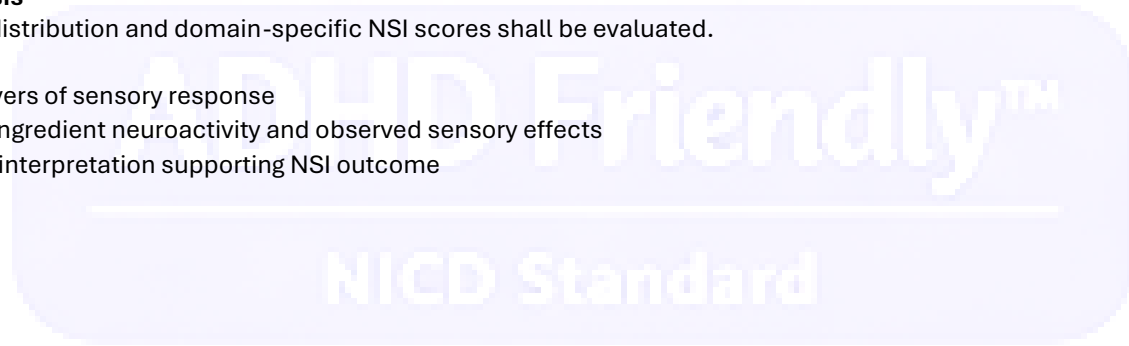 sis
distribution and domain-specific NSI scores shall be evaluated.
vers of sensory response
ngredient neuroactivity and observed sensory effects
interpretation supporting NSI outcome
ADHD Friendly™
NICD Standard